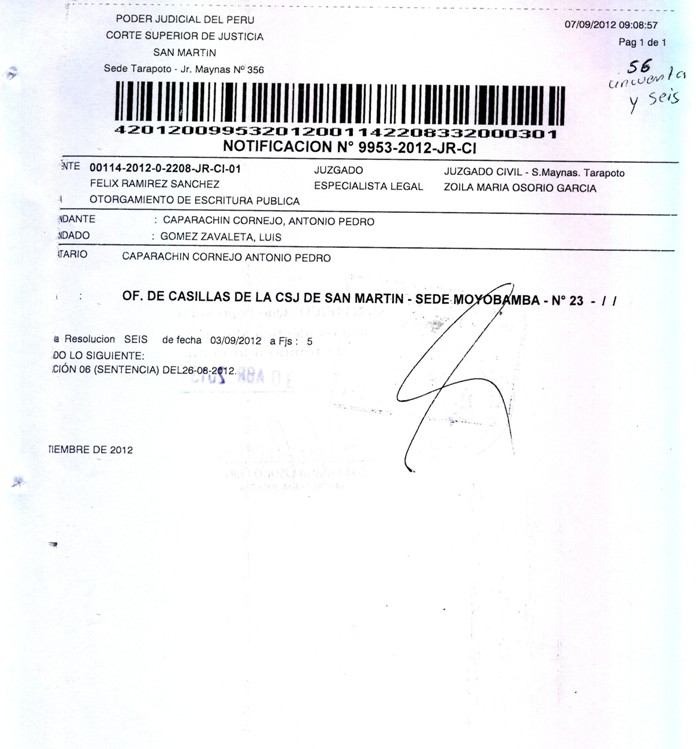 PODER JUDICIAL DEL PERU
CORTE SUPERIOR DE JUSTICIA
SAN MARTIN
Sede Tarapoto - Jr. Maynas Nº 356
07/09/2012 09:08:57
Pag 1 de 1
56
cincuenta
y seis
420120099532012001142208332000301
NOTIFICACION N° 9953-2012-JR-CI
NTE 00114-2012-0-2208-JR-CI-01 JUZGADO JUZGADO CIVIL - S.Maynas. Tarapoto
FELIX RAMIREZ SANCHEZ ESPECIALISTA LEGAL ZOILA MARIA OSORIO GARCIA
OTORGAMIENTO DE ESCRITURA PUBLICA
NDANTE : CAPARACHIN CORNEJO, ANTONIO PEDRO
NDADO : GOMEZ ZAVALETA, LUIS
TARIO CAPARACHIN CORNEJO ANTONIO PEDRO
: OF. DE CASILLAS DE LA CSJ DE SAN MARTIN - SEDE MOYOBAMBA - N° 23 - / /
a Resolucion SEIS de fecha 03/09/2012 a Fjs : 5
DO LO SIGUIENTE:
CIÓN 06 (SENTENCIA) DEL26-08-2012.
TIEMBRE DE 2012